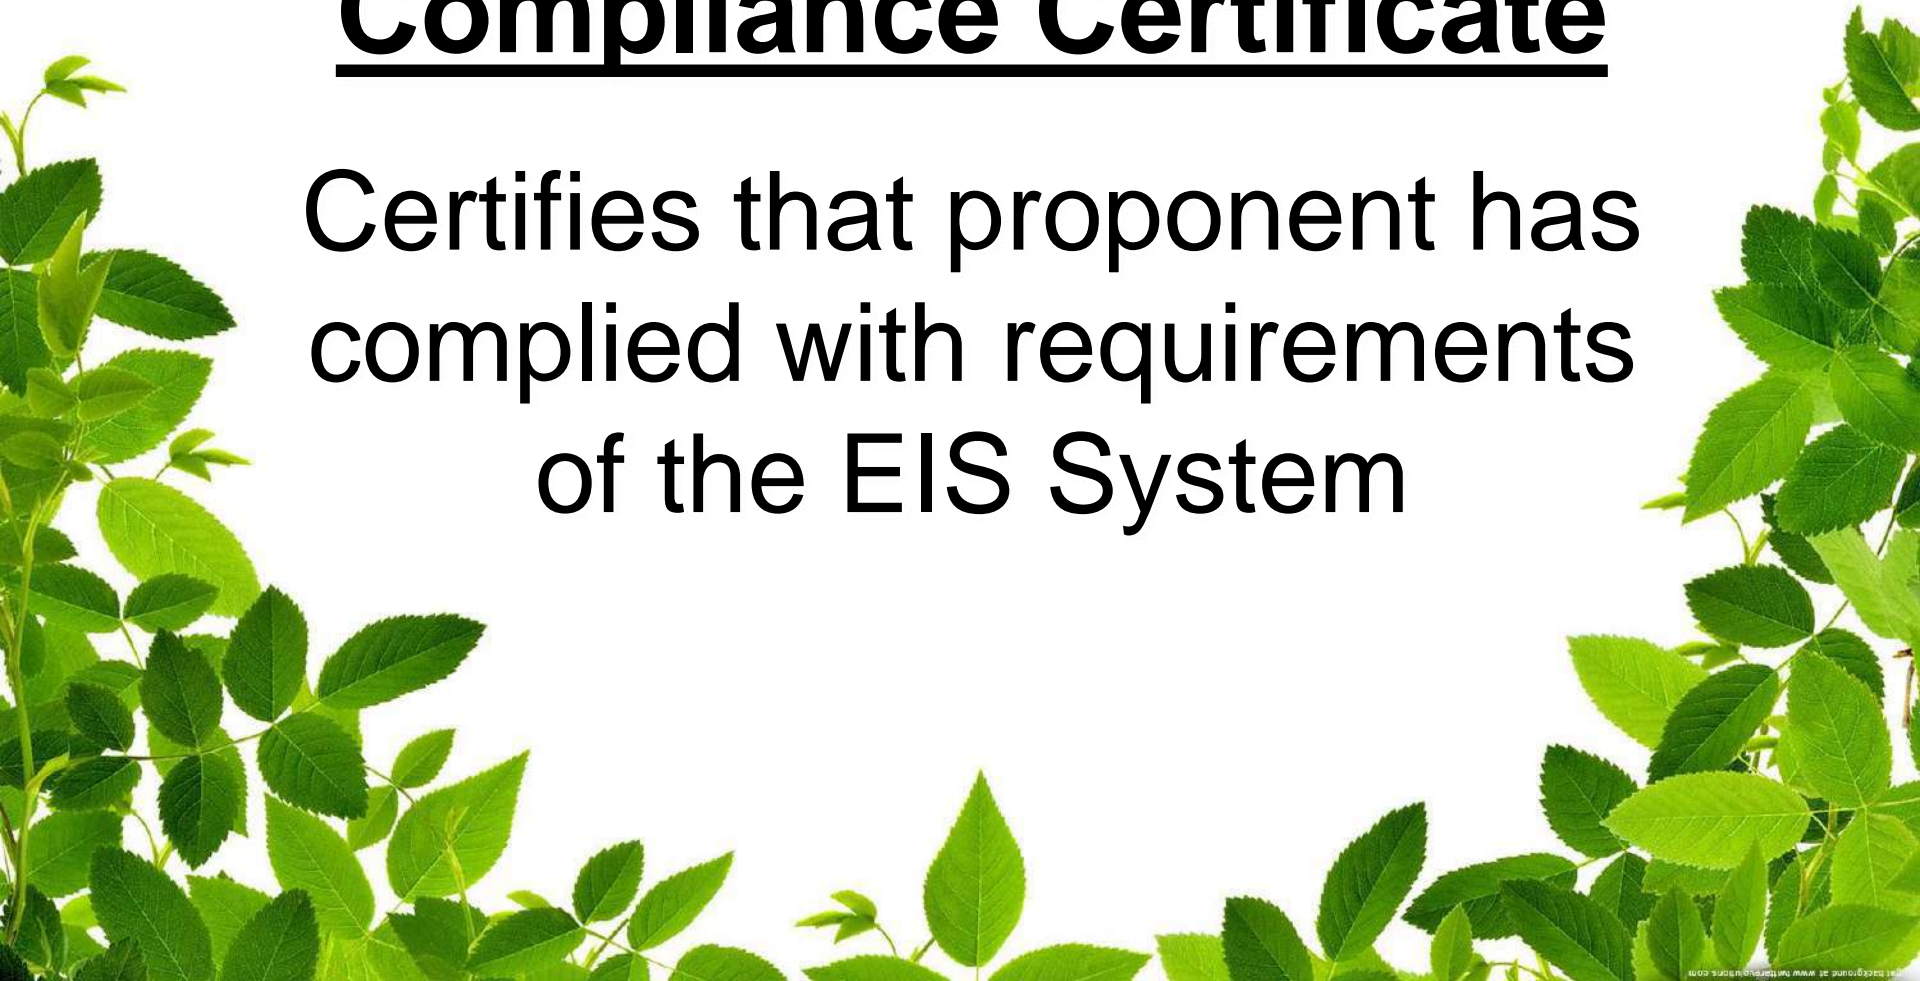 Compliance Certificate
Certifies that proponent has
complied with requirements
of the EIS System